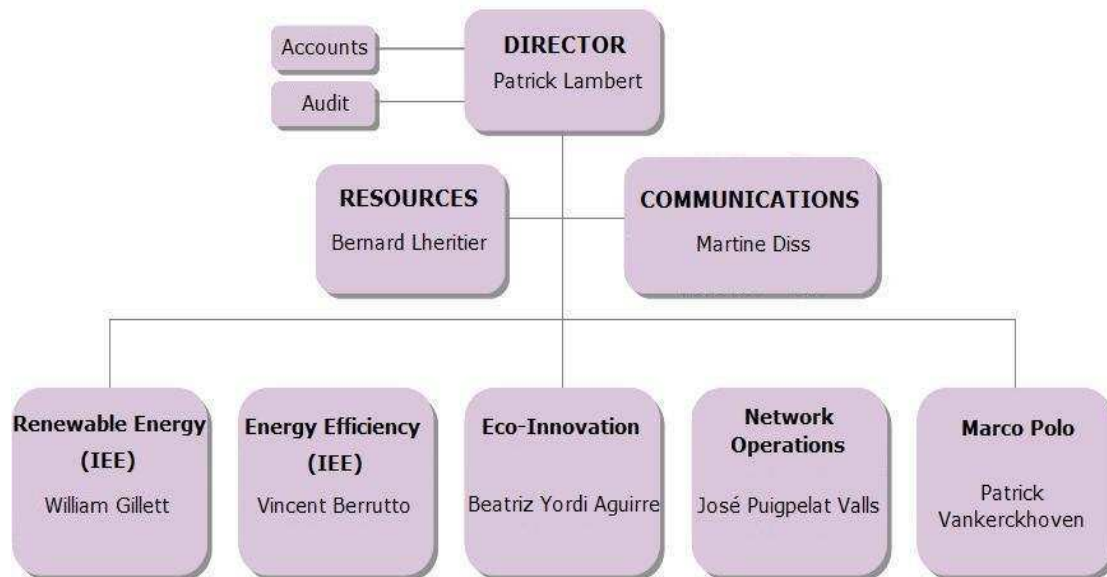 Accounts
Audit
DIRECTOR
Patrick Lambert
RESOURCES
Bernard Lheritier
COMMUNICATIONS
Martine Diss
Renewable Energy
(IEE)
William Gillett
Energy Efficiency
(IEE)
Vincent Berrutto
Eco-Innovation
Beatriz Yordi Aguirre
Network
Operations
José Puigpelat Valls
Marco Polo
Patrick
Vankerckhoven